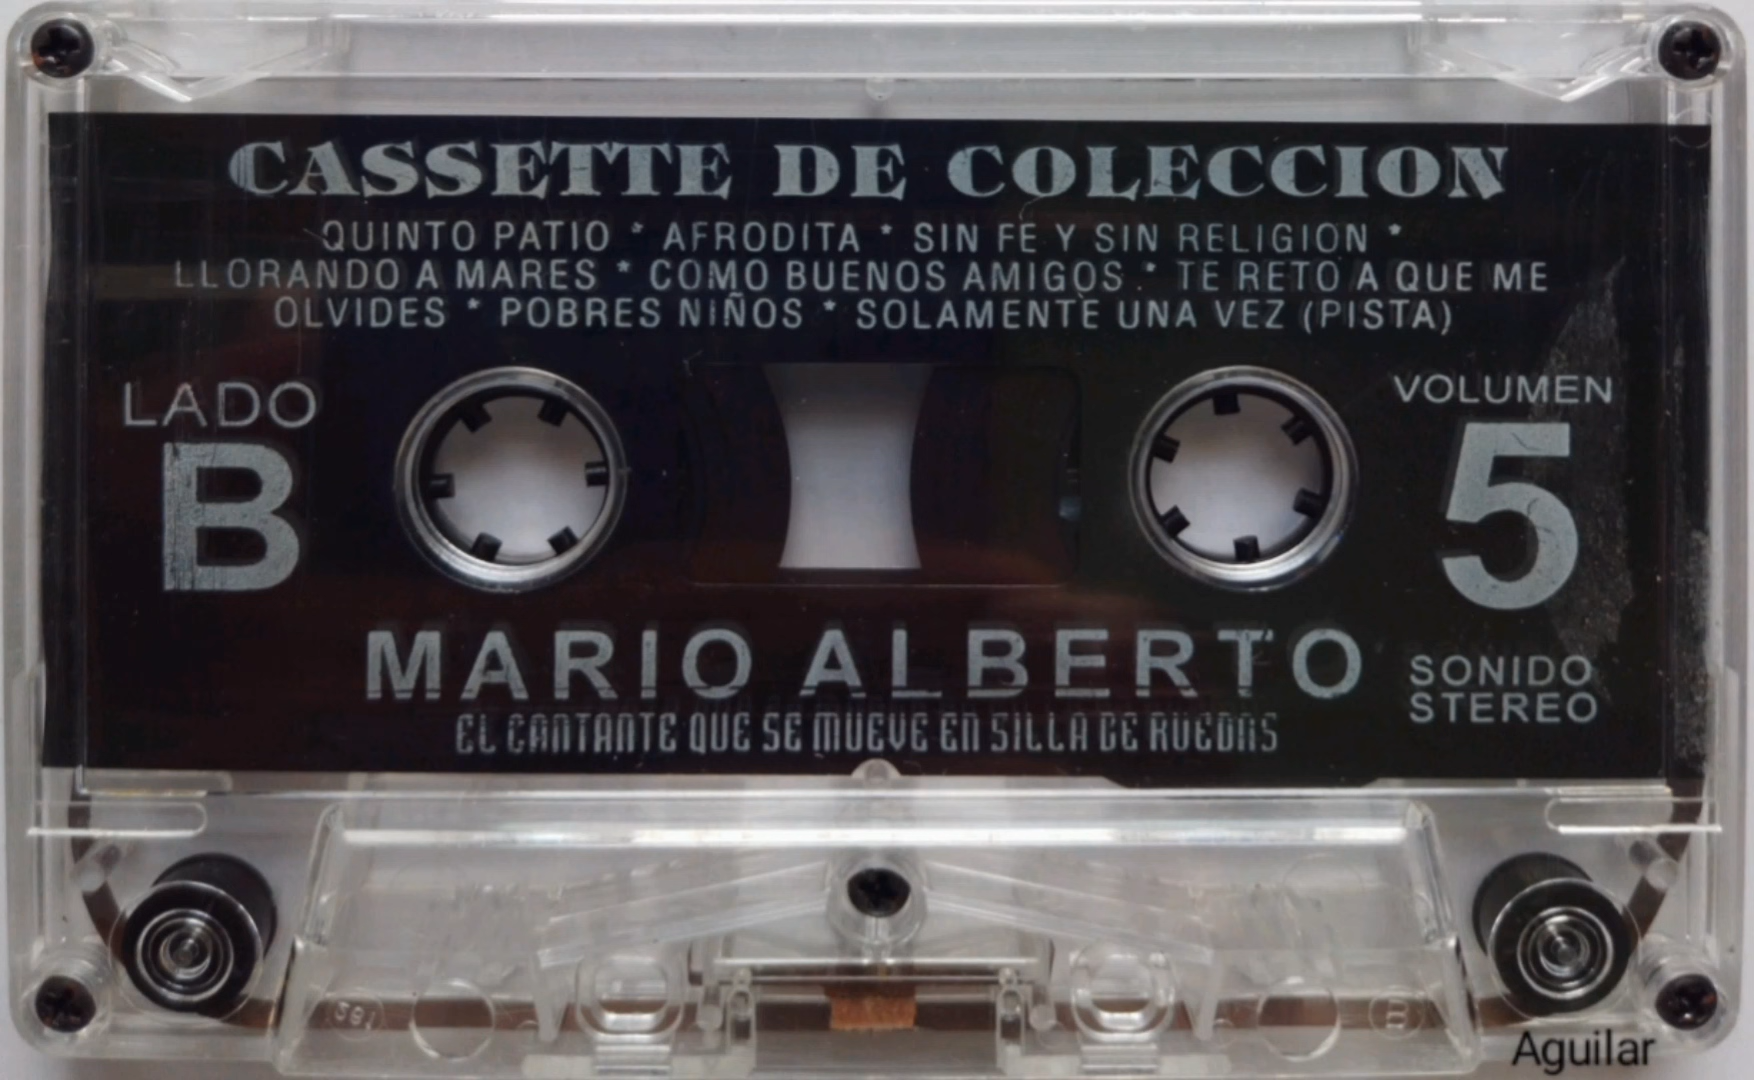 CASSETTE DE COLECCION
QUINTO PATIO * AFRODITA * SIN FE Y SIN RELIGION *
LLORANDO A MARES * COMO BUENOS AMIGOS * TE RETO A QUE ME
OLVIDES * POBRES NIÑOS * SOLAMENTE UNA VEZ (PISTA)
LADO
B
VOLUMEN
5
MARIO ALBERTO
EL CANTANTE QUE SE MUEVE EN SILLA DE RUEDAS
SONIDO
STEREO
B
Aguilar